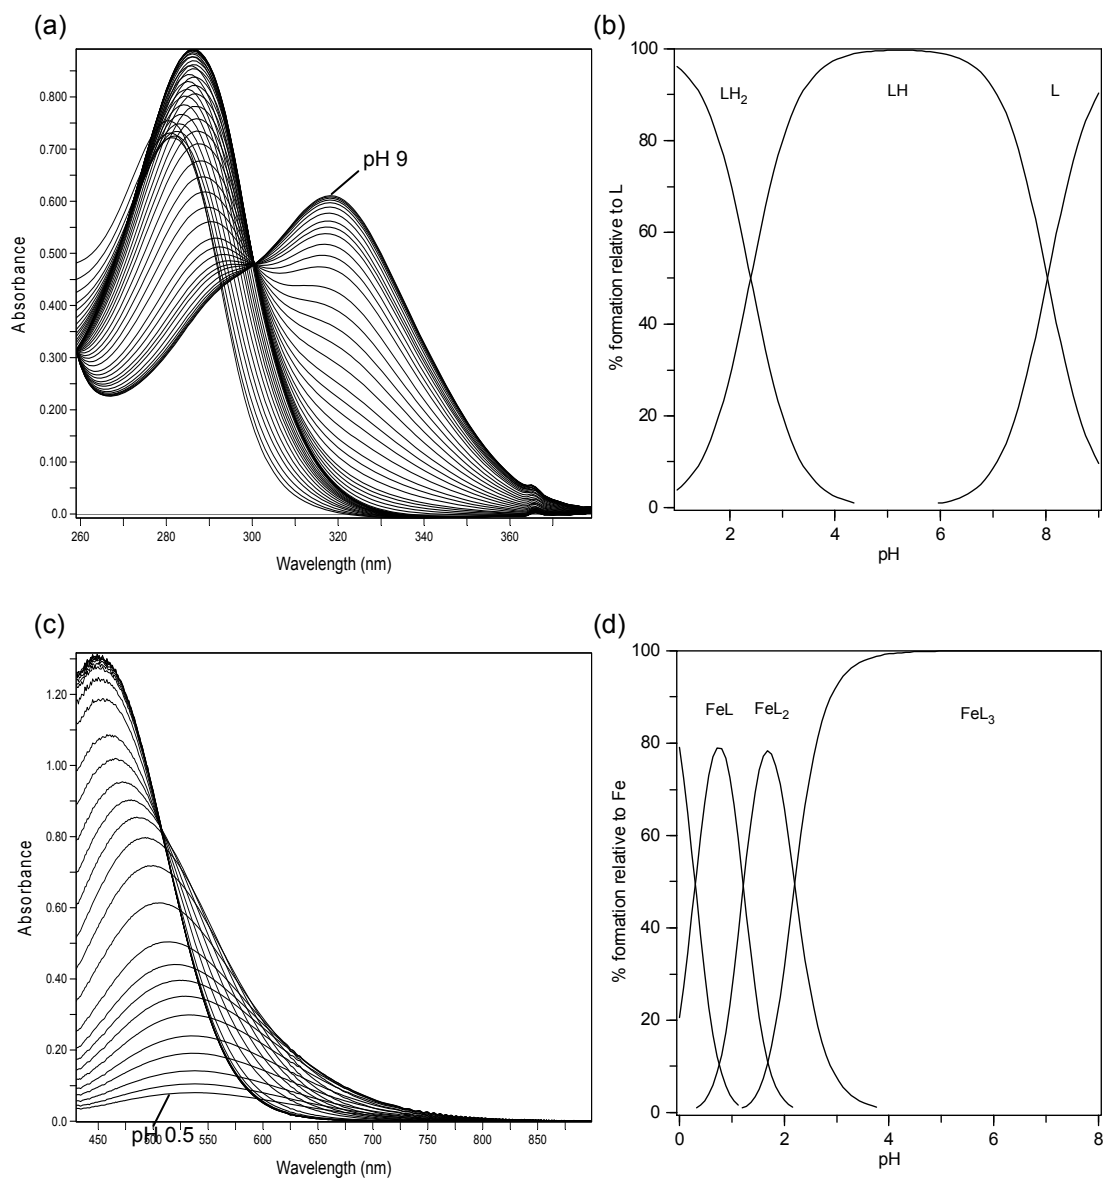 (a)
Absorbance
0.800
0.700
0.600
0.500
0.400
0.300
0.200
0.100
0.0
pH 9
260 280 300 320 340 360
Wavelength (nm)
(b)
% formation relative to L
100
80
60
40
20
0
LH2 LH L
2 4 6 8
pH
(c)
Absorbance
1.20
1.00
0.80
0.60
0.40
0.20
0.0
pH 0.5
450 500 550 600 650 700 750 800 850
Wavelength (nm)
(d)
% formation relative to Fe
100
80
60
40
20
0
FeL FeL2 FeL3
0 2 4 6 8
pH